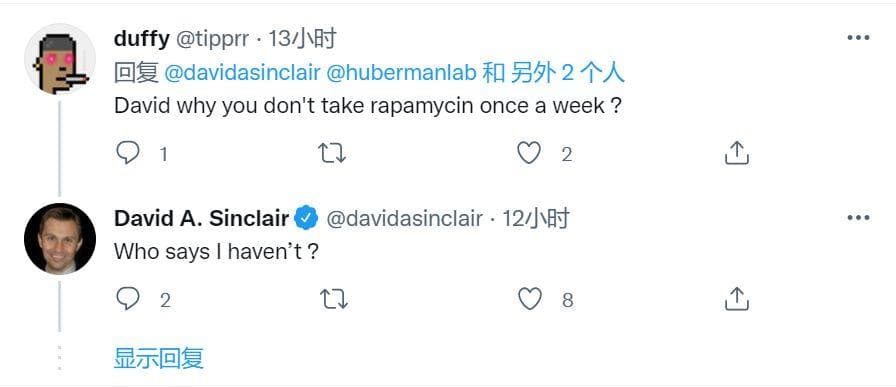 duffy @tipprr · 13小时
回复 @davidasinclair @hubermanlab 和 另外 2 个人
David why you don't take rapamycin once a week ?
1 2
David A. Sinclair @davidasinclair · 12小时
Who says I haven’t ?
2 8
显示回复